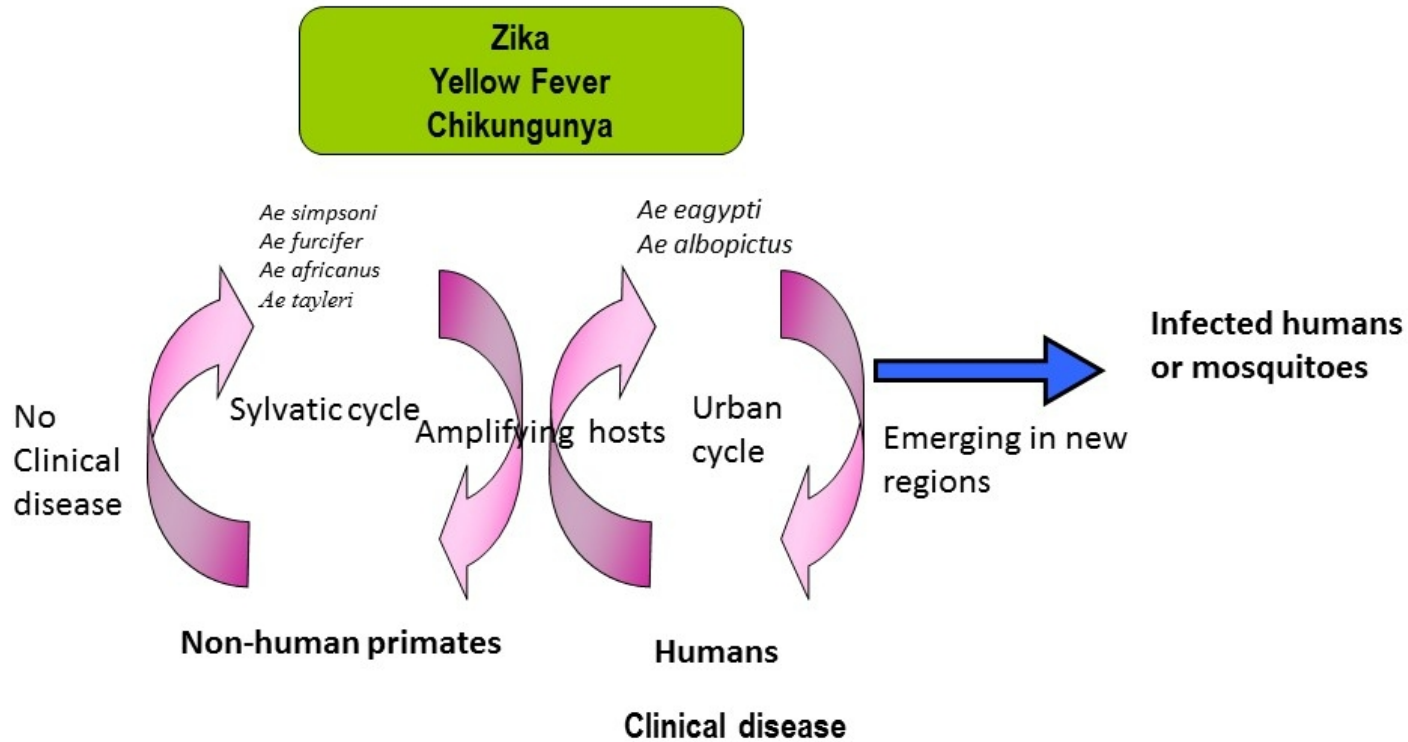 Zika
Yellow Fever
Chikungunya
Ae simpsoni
Ae furcifer
Ae africanus
Ae tayleri
Ae eagypti
Ae albopictus
Infected humans
or mosquitoes
No
Clinical
disease
Sylvatic cycle
Amplifying hosts
Urban
cycle
Emerging in new
regions
Non-human primates
Humans
Clinical disease